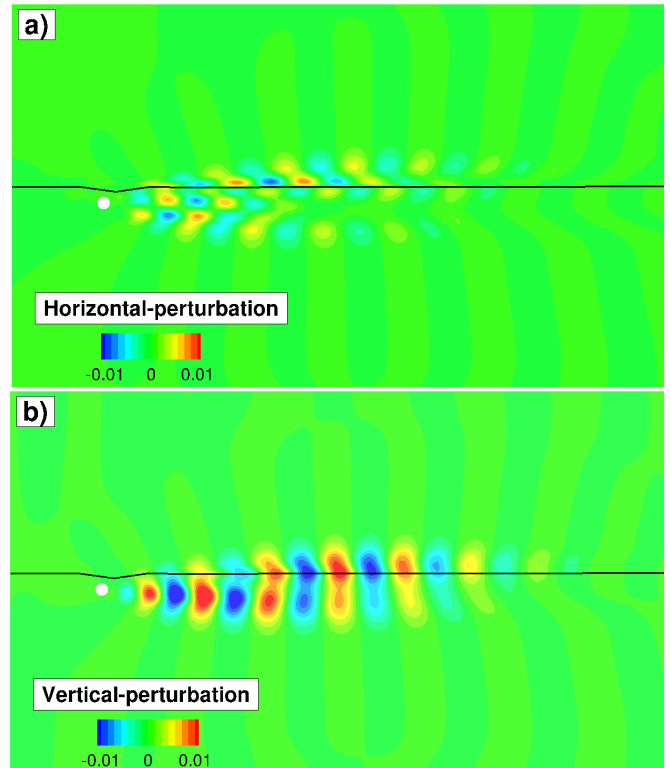 a)
Horizontal-perturbation
-0.01 0 0.01
b)
Vertical-perturbation
-0.01 0 0.01